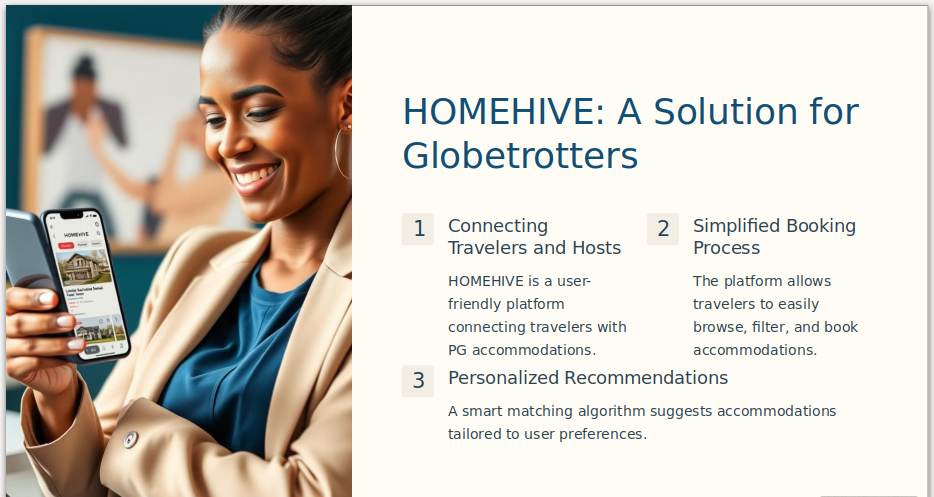 HOMEHIVE: A Solution for
Globetrotters
1
Connecting
Travelers and Hosts
HOMEHIVE is a user-
friendly platform
connecting travelers with
PG accommodations.
2
Simplified Booking
Process
The platform allows
travelers to easily
browse, filter, and book
accommodations.
3
Personalized Recommendations
A smart matching algorithm suggests accommodations
tailored to user preferences.
HOMEHIVE